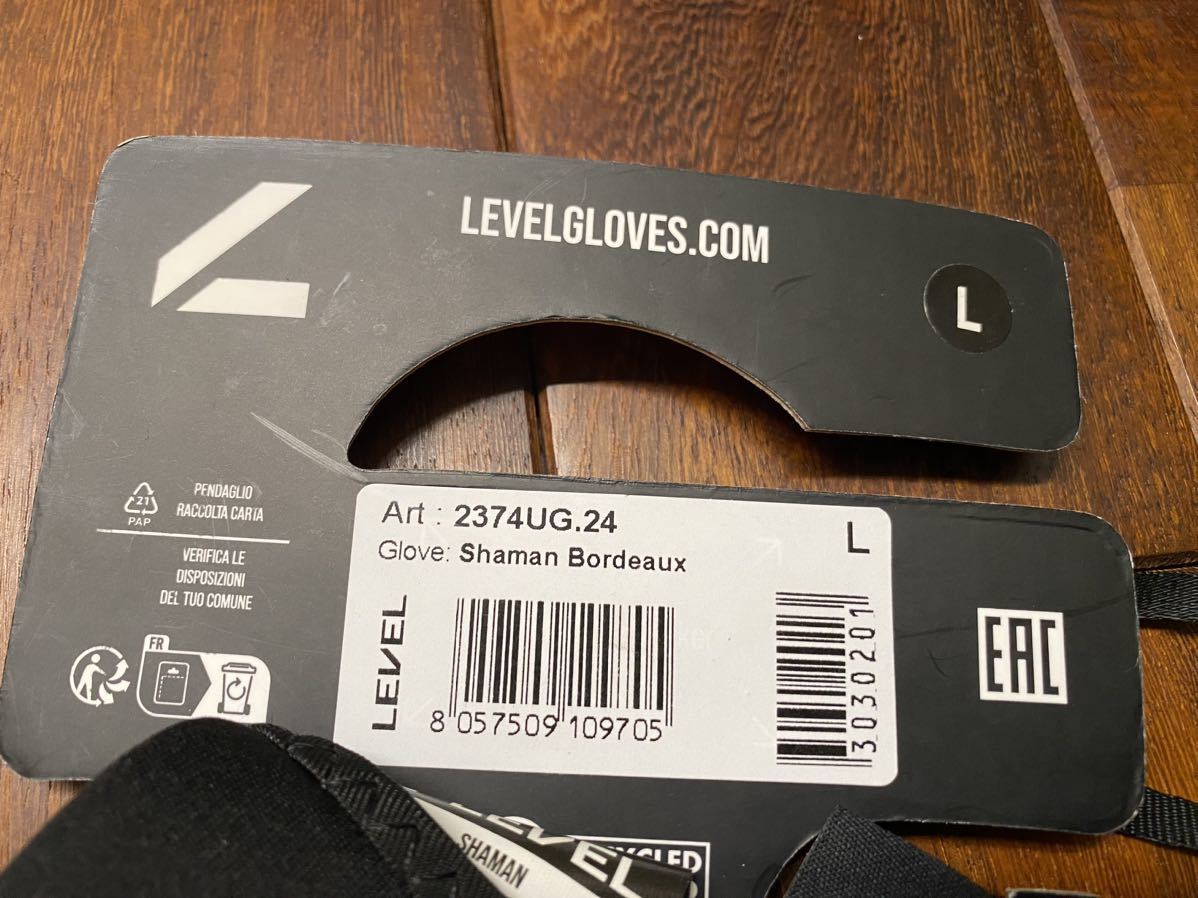 LEVELGLOVES.COM
L
21
PAP
PENDAGLIO
RACCOLTA CARTA
VERIFICA LE
DISPOSIZIONI
DEL TUO COMUNE
FR
Art : 2374UG.24
L
Glove: Shaman Bordeaux
LEVEL
8 057509 109705
3030201
EAC
LEVEL
SHAMAN